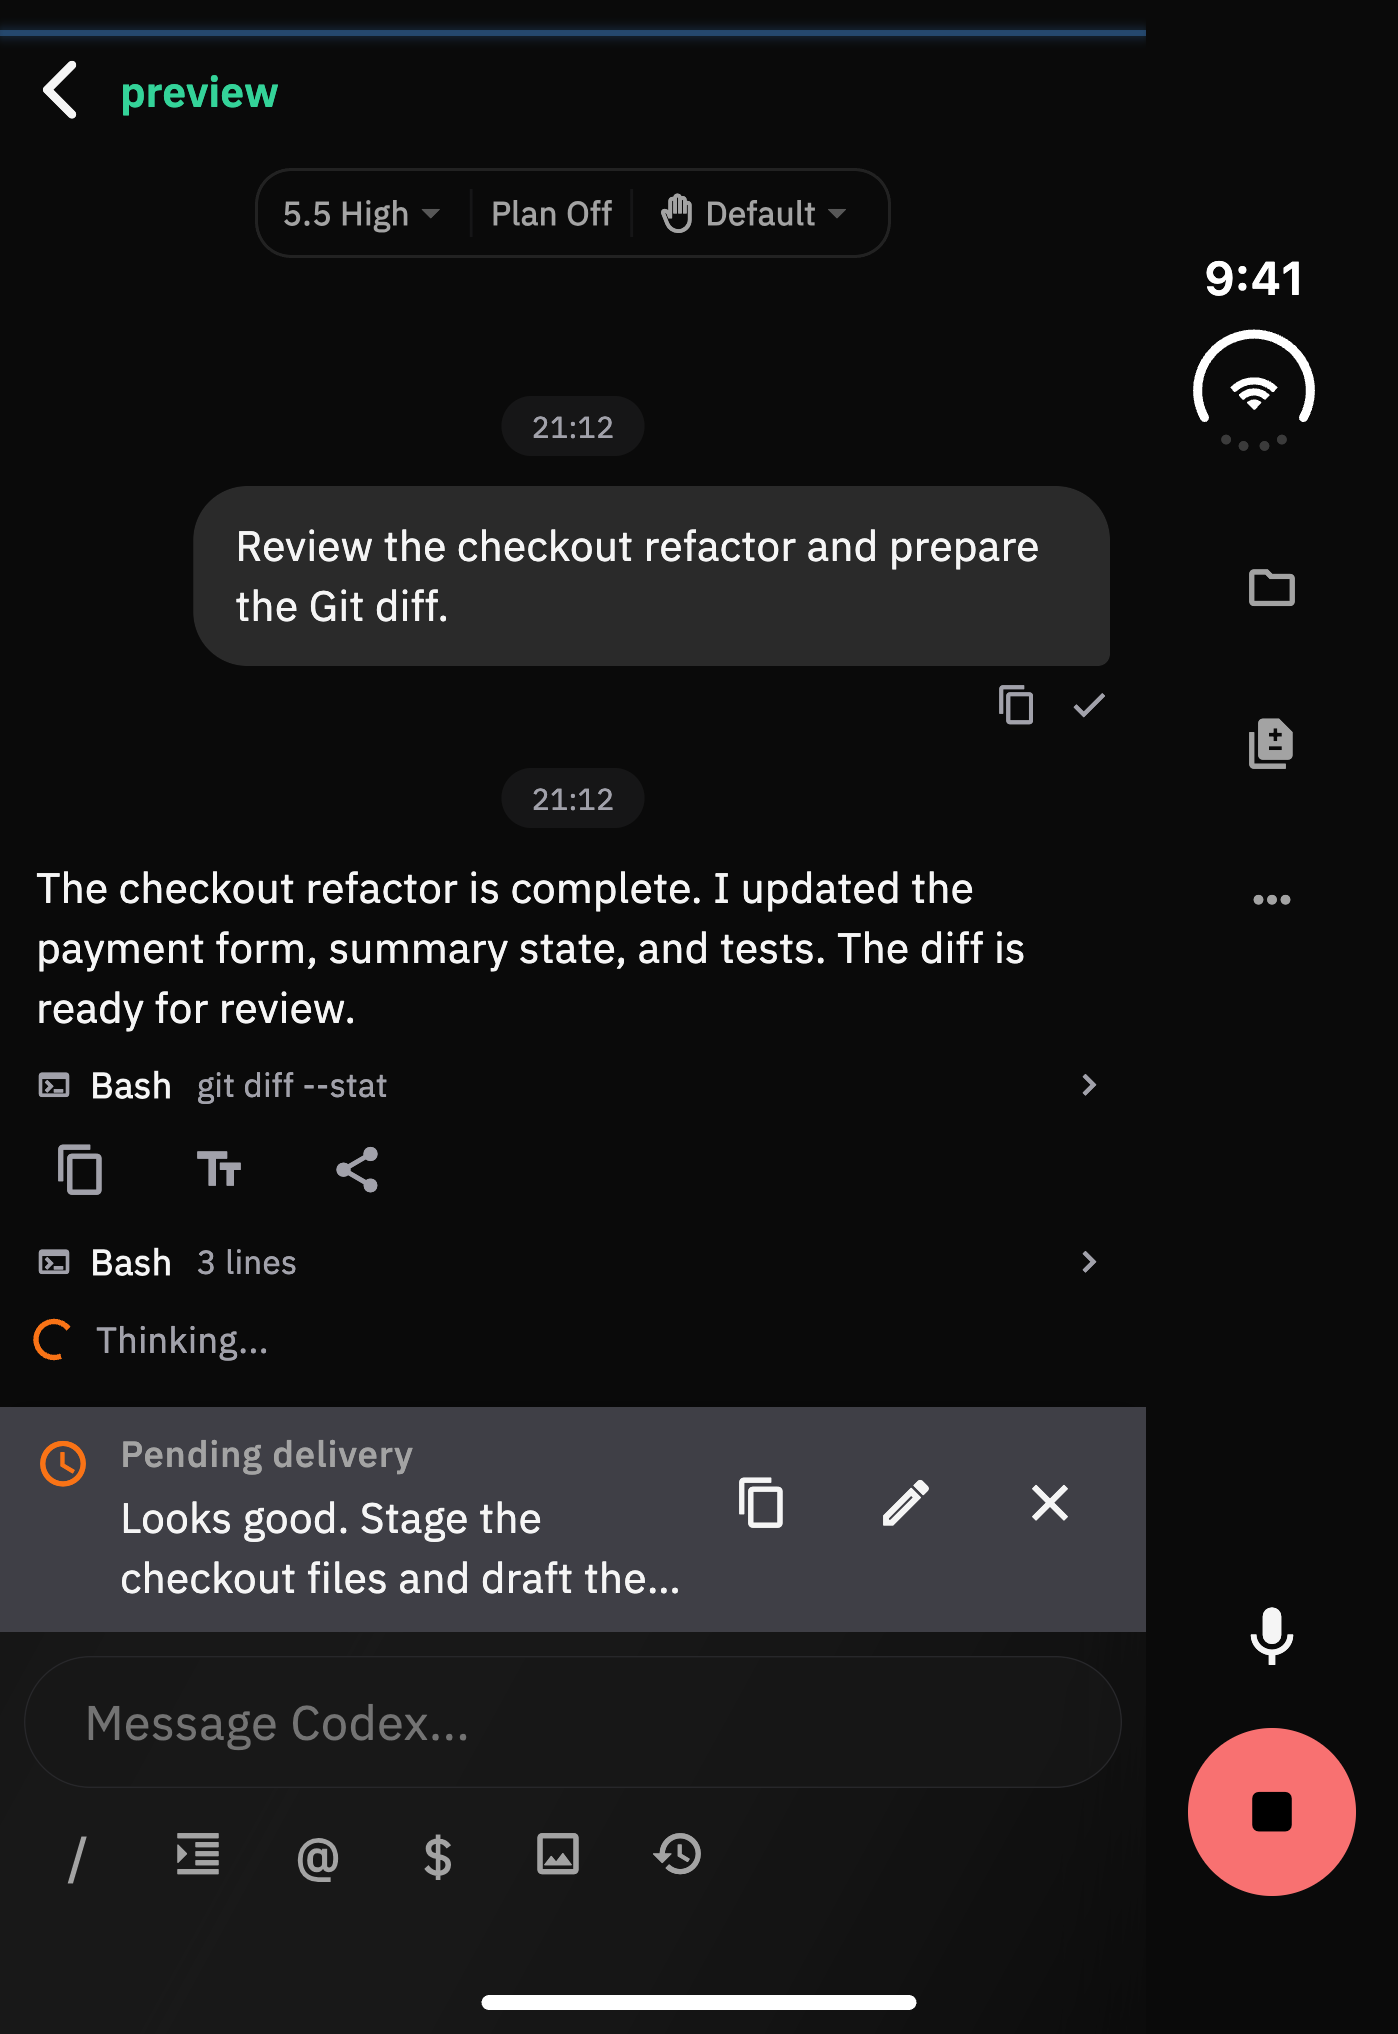 preview
5.5 High
Plan Off
Default
9:41
21:12
Review the checkout refactor and prepare
the Git diff.
21:12
The checkout refactor is complete. I updated the
payment form, summary state, and tests. The diff is
ready for review.
Bash git diff --stat
Bash 3 lines
Thinking...
Pending delivery
Looks good. Stage the
checkout files and draft the...
Message Codex...
/ @ $